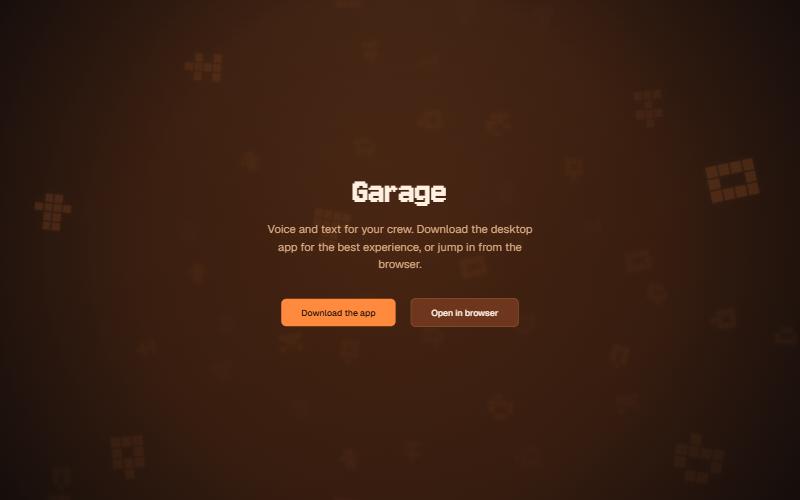 Garage
Voice and text for your crew. Download the desktop
app for the best experience, or jump in from the
browser.
Download the app
Open in browser